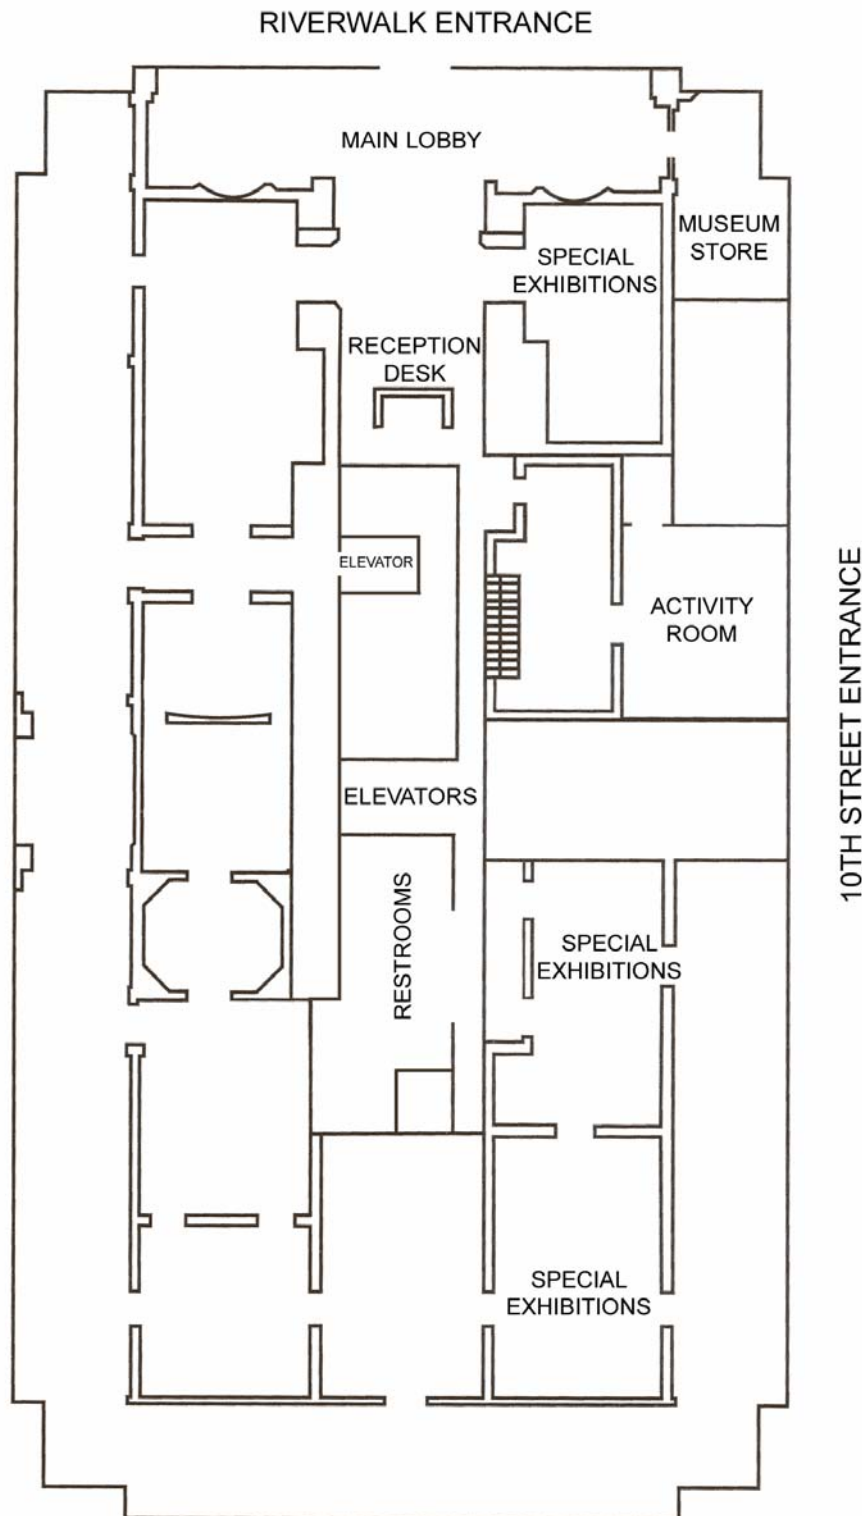 RIVERWALK ENTRANCE
MAIN LOBBY
MUSEUM
STORE
SPECIAL
EXHIBITIONS
RECEPTION
DESK
ELEVATOR
ACTIVITY
ROOM
10TH STREET ENTRANCE
ELEVATORS
RESTROOMS
SPECIAL
EXHIBITIONS
SPECIAL
EXHIBITIONS